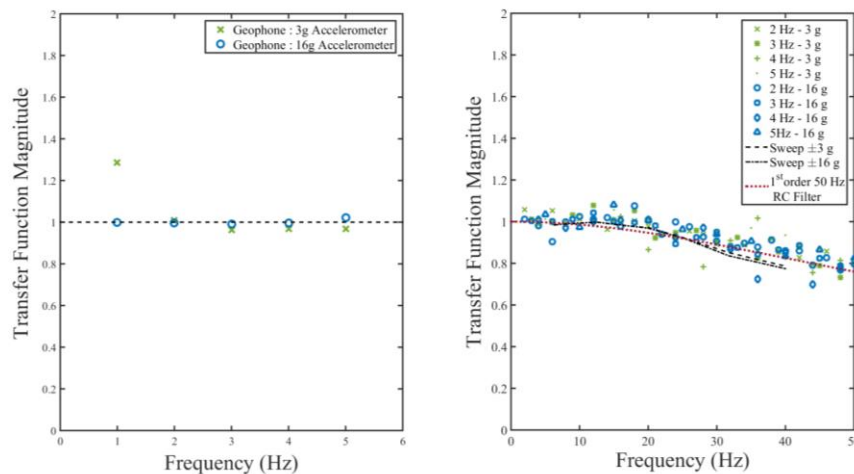 Geophone : 3g Accelerometer
Geophone : 16g Accelerometer
Transfer Function Magnitude
2
1.8
1.6
1.4
1.2
1
0.8
0.6
0.4
0.2
0
0 1 2 3 4 5 6
Frequency (Hz)
2 Hz - 3 g
3 Hz - 3 g
4 Hz - 3 g
5 Hz - 3 g
2 Hz - 16 g
3 Hz - 16 g
4 Hz - 16 g
5Hz - 16 g
Sweep ±3 g
Sweep ±16 g
1st order 50 Hz
RC Filter
Transfer Function Magnitude
2
1.8
1.6
1.4
1.2
1
0.8
0.6
0.4
0.2
0
0 10 20 30 40 50
Frequency (Hz)